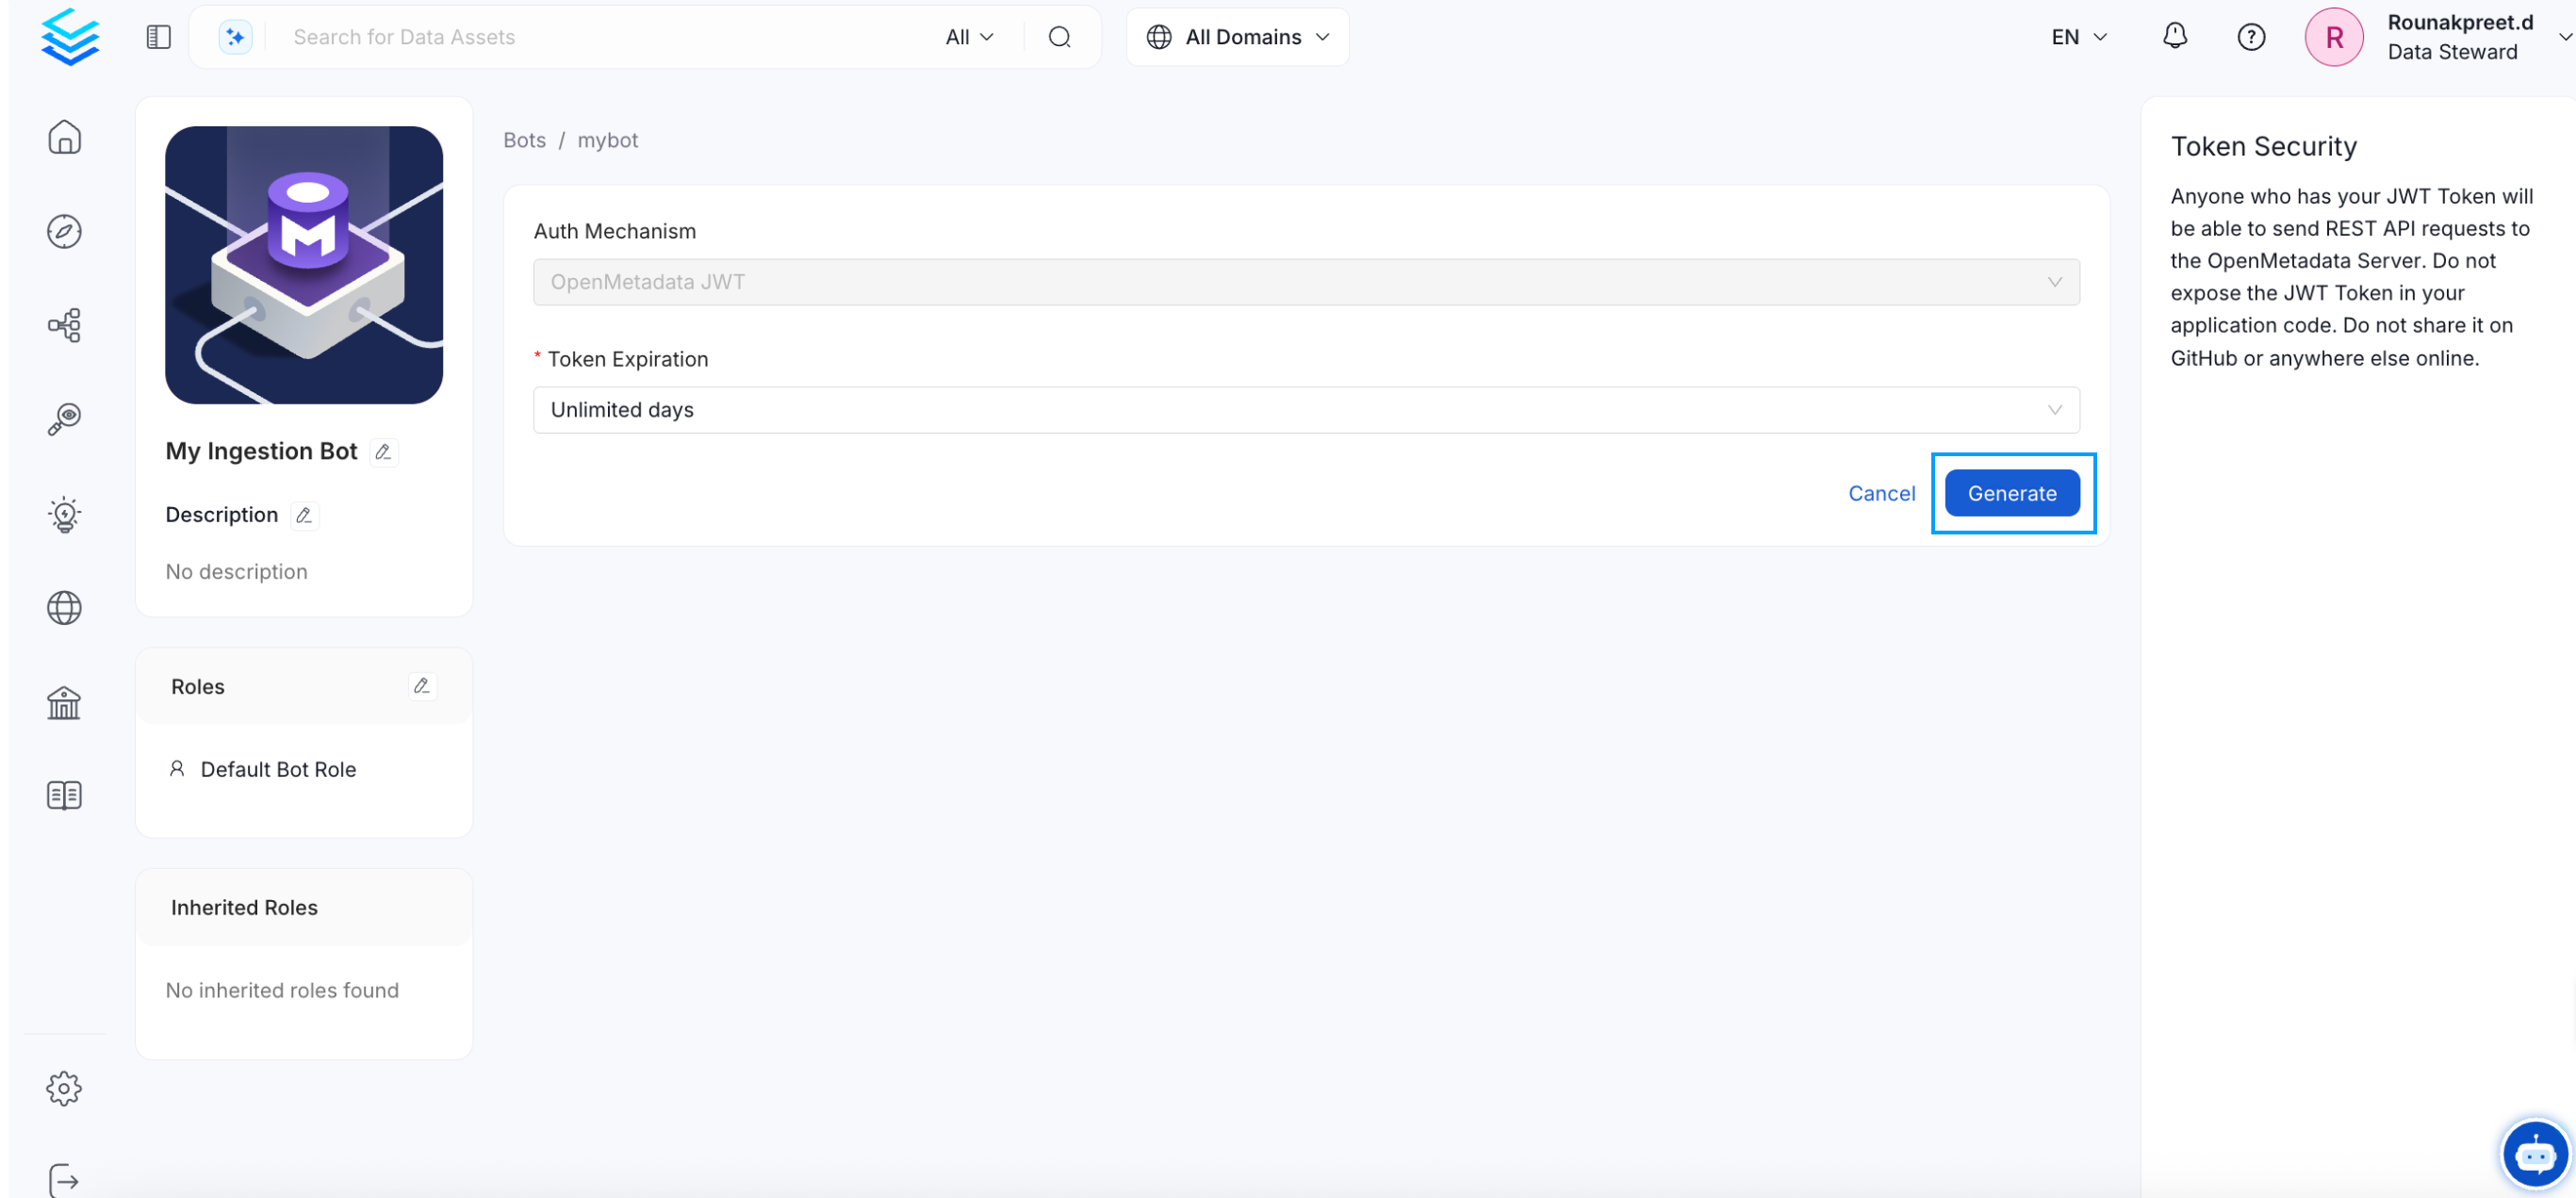 Search for Data Assets
All
All Domains
EN
R
Rounakpreet.d
Data Steward
M
My Ingestion Bot
Description
No description
Roles
Default Bot Role
Inherited Roles
No inherited roles found
Bots / mybot
Auth Mechanism
OpenMetadata JWT
* Token Expiration
Unlimited days
Cancel
Generate
Token Security
Anyone who has your JWT Token will
be able to send REST API requests to
the OpenMetadata Server. Do not
expose the JWT Token in your
application code. Do not share it on
GitHub or anywhere else online.